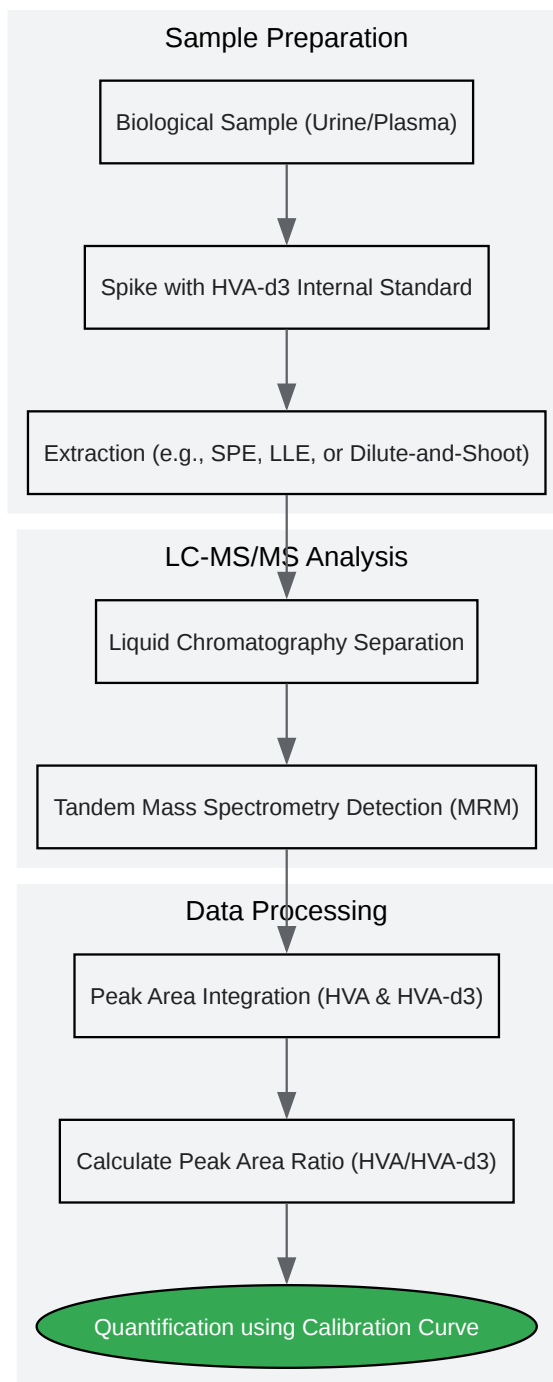 Sample Preparation
Biological Sample (Urine/Plasma)
Spike with HVA-d3 Internal Standard
Extraction (e.g., SPE, LLE, or Dilute-and-Shoot)
LC-MS/MS Analysis
Liquid Chromatography Separation
Tandem Mass Spectrometry Detection (MRM)
Data Processing
Peak Area Integration (HVA & HVA-d3)
Calculate Peak Area Ratio (HVA/HVA-d3)
Quantification using Calibration Curve